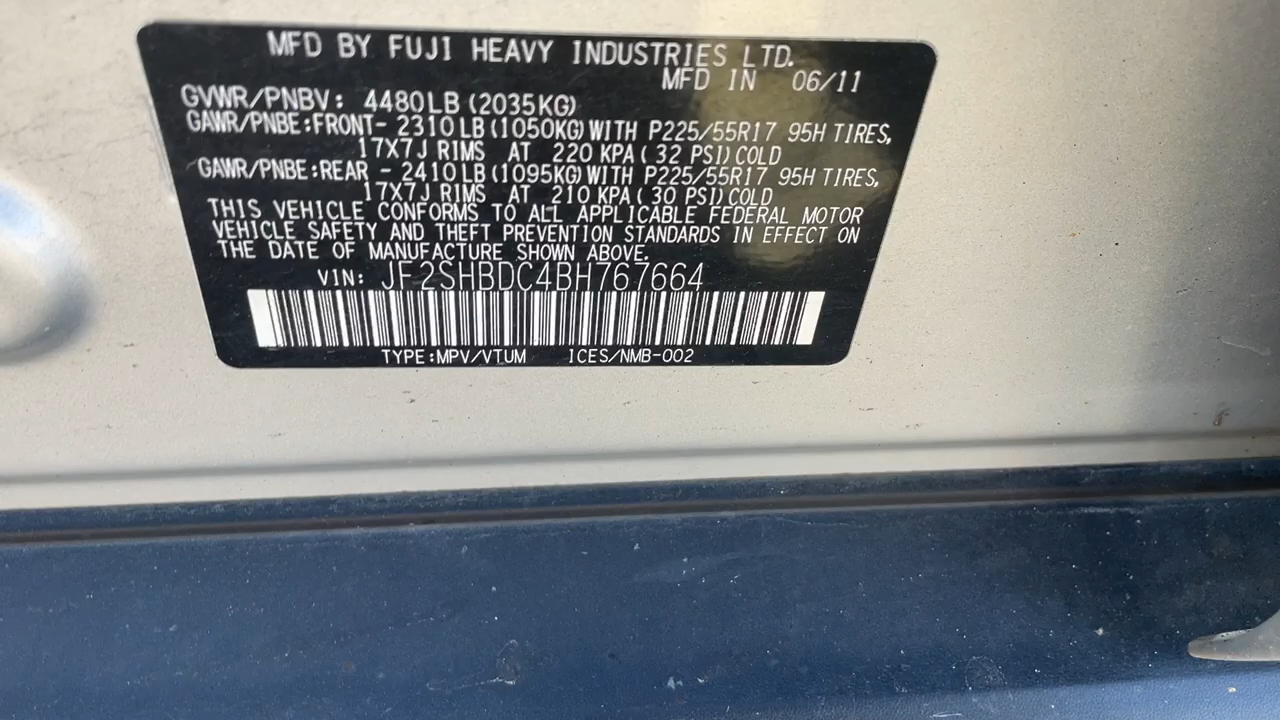 MFD BY FUJI HEAVY INDUSTRIES LTD.
MFD IN 06/11
GVWR/PNBV: 4480LB (2035KG)
GAWR/PNBE:FRONT- 2310LB (1050KG) WITH P225/55R17 95H TIRES,
17X7J RIMS AT 220 KPA ( 32 PSI) COLD
GAWR/PNBE:REAR - 2410LB (1095KG) WITH P225/55R17 95H TIRES,
17X7J RIMS AT 210 KPA ( 30 PSI) COLD
THIS VEHICLE CONFORMS TO ALL APPLICABLE FEDERAL MOTOR
VEHICLE SAFETY AND THEFT PREVENTION STANDARDS IN EFFECT ON
THE DATE OF MANUFACTURE SHOWN ABOVE.
VIN: JF2SHBDC4BH767664
TYPE:MPV/VTUM ICES/NMB-002